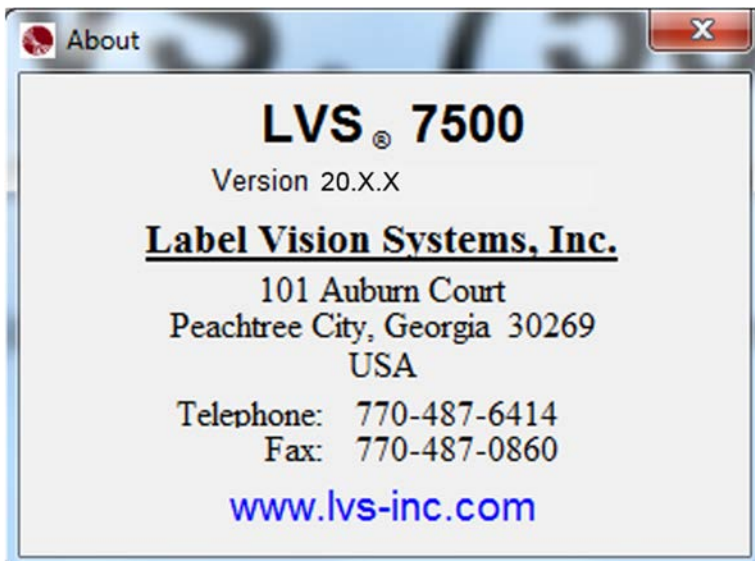 About
LVS ® 7500
Version 20.X.X
Label Vision Systems, Inc.
101 Auburn Court
Peachtree City, Georgia 30269
USA
Telephone: 770-487-6414
Fax: 770-487-0860
www.lvs-inc.com